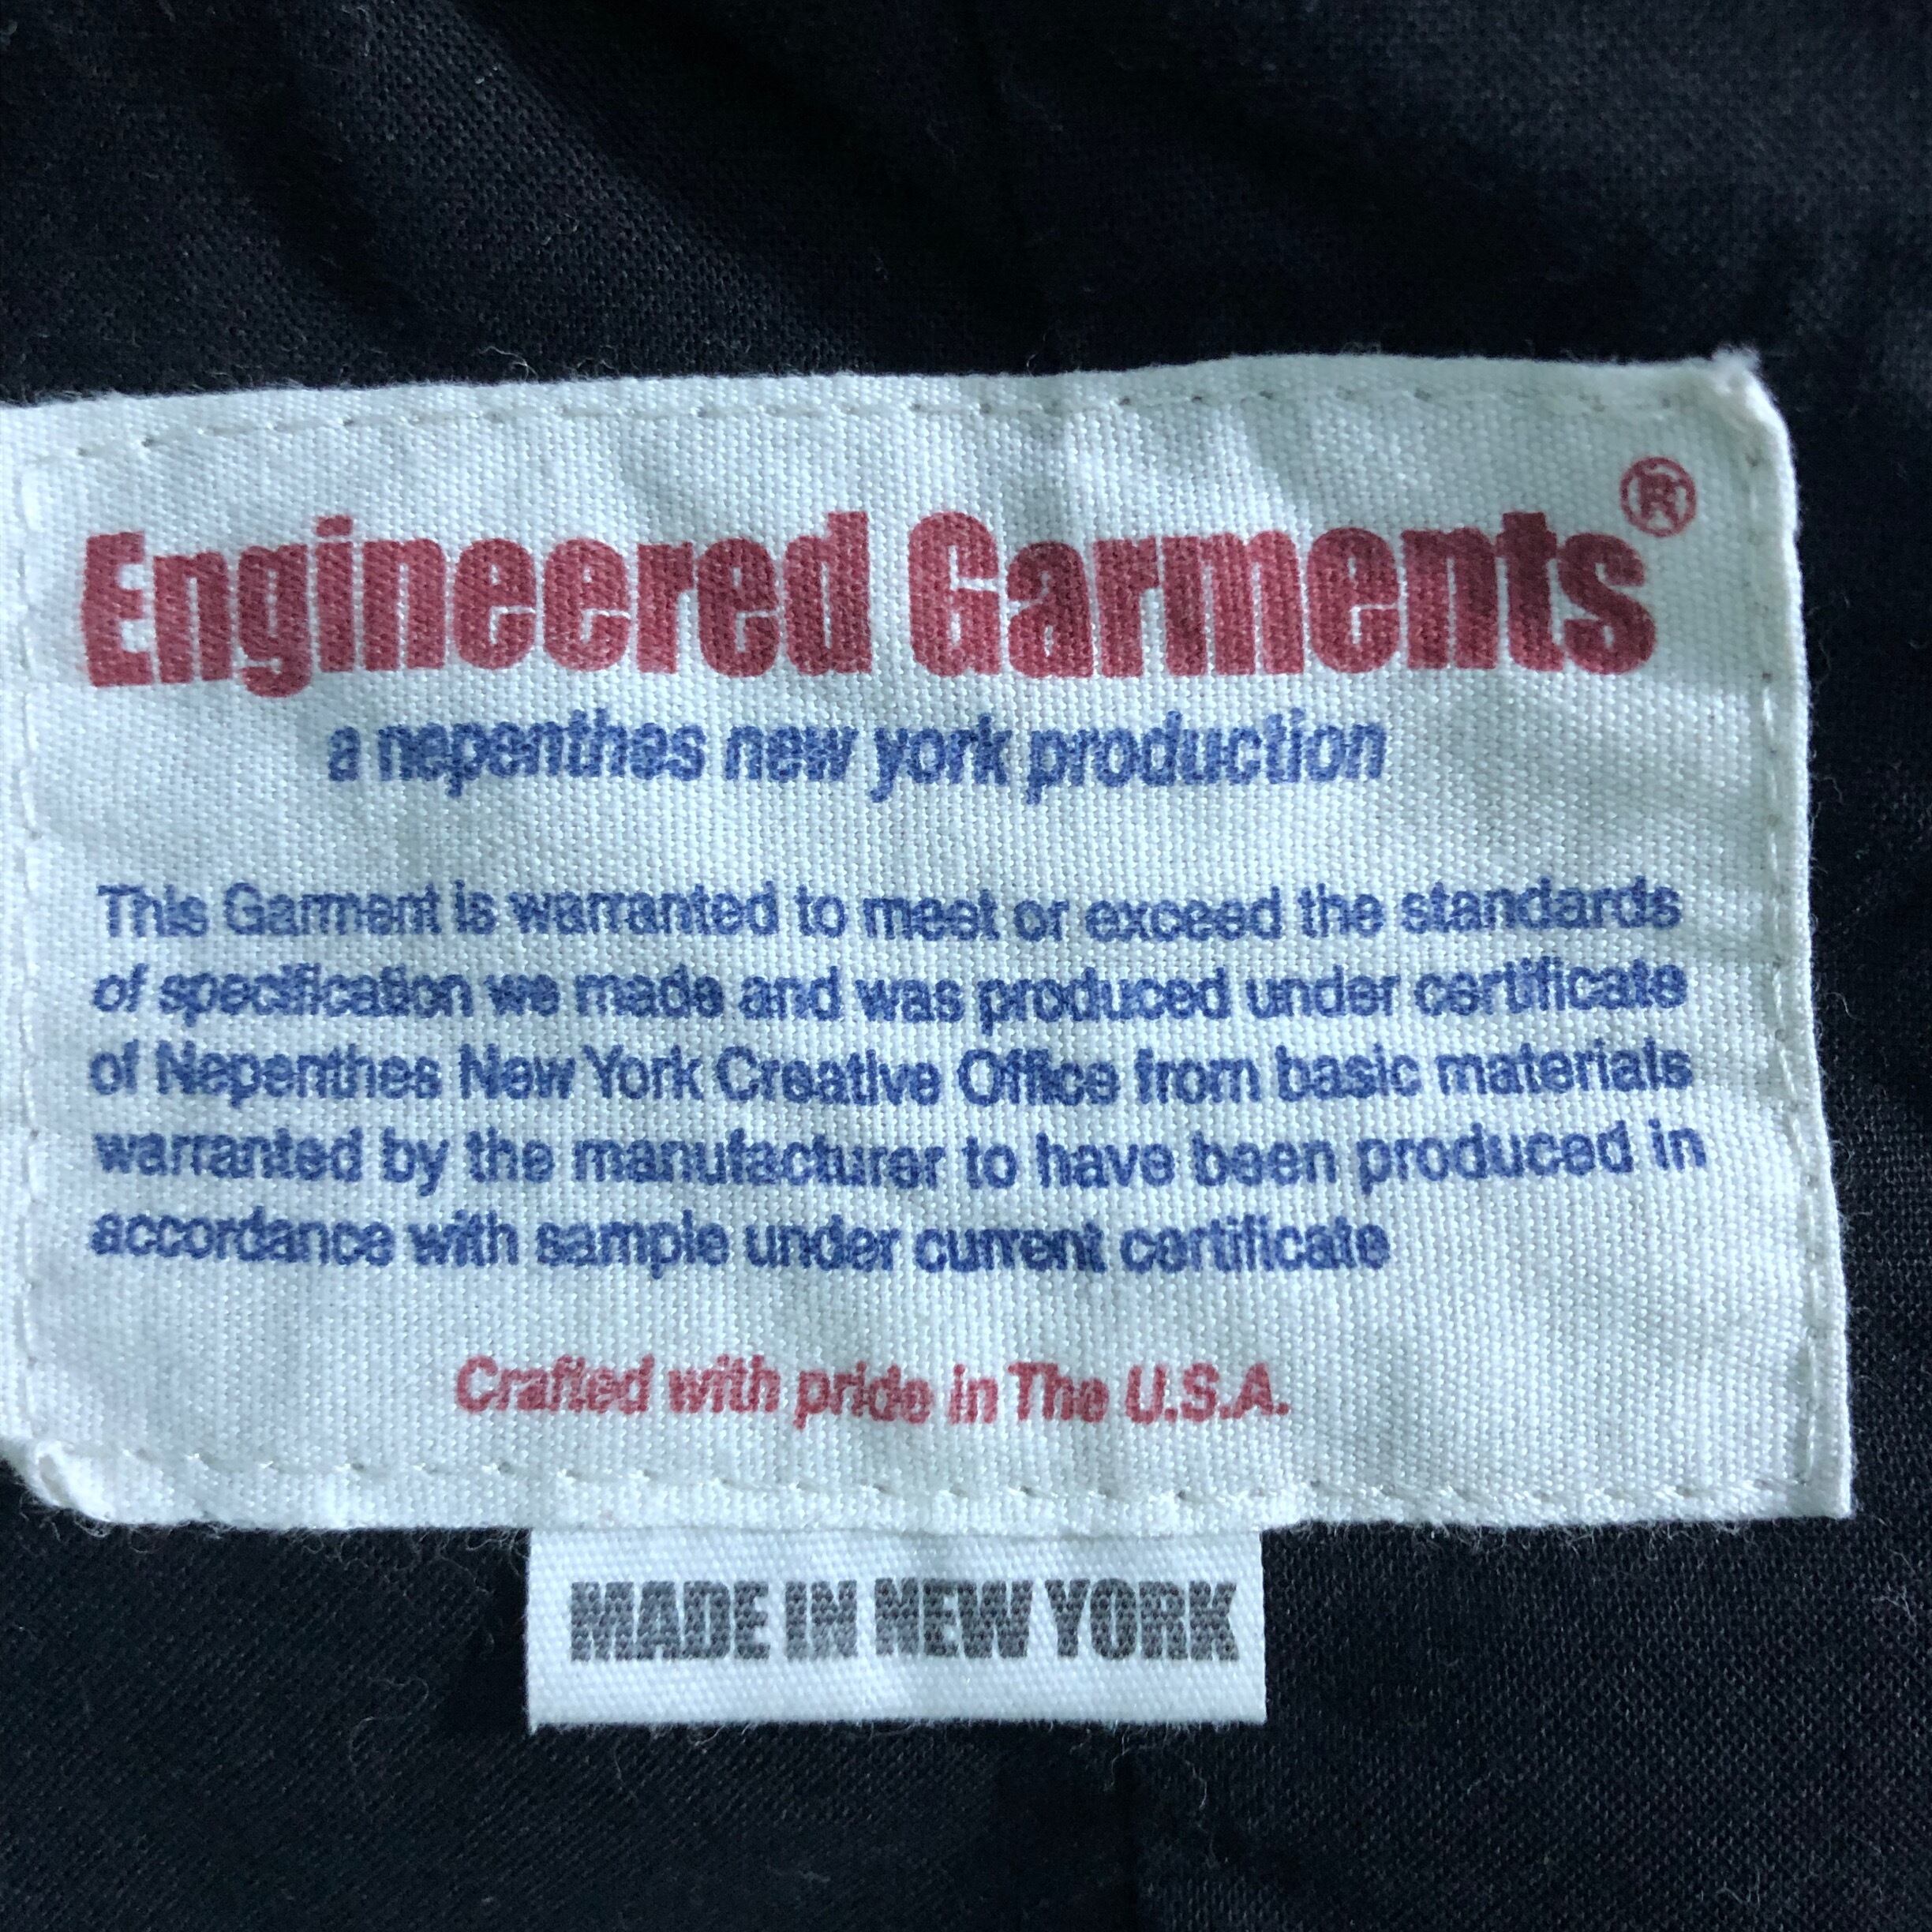 Engineered Garments®
a nepenthes new york production
This Garment is warranted to meet or exceed the standards
of specification we made and was produced under certificate
of Nepenthes New York Creative Office from basic materials
warranted by the manufacturer to have been produced in
accordance with sample under current certificate
Crafted with pride in The U.S.A.
MADE IN NEW YORK